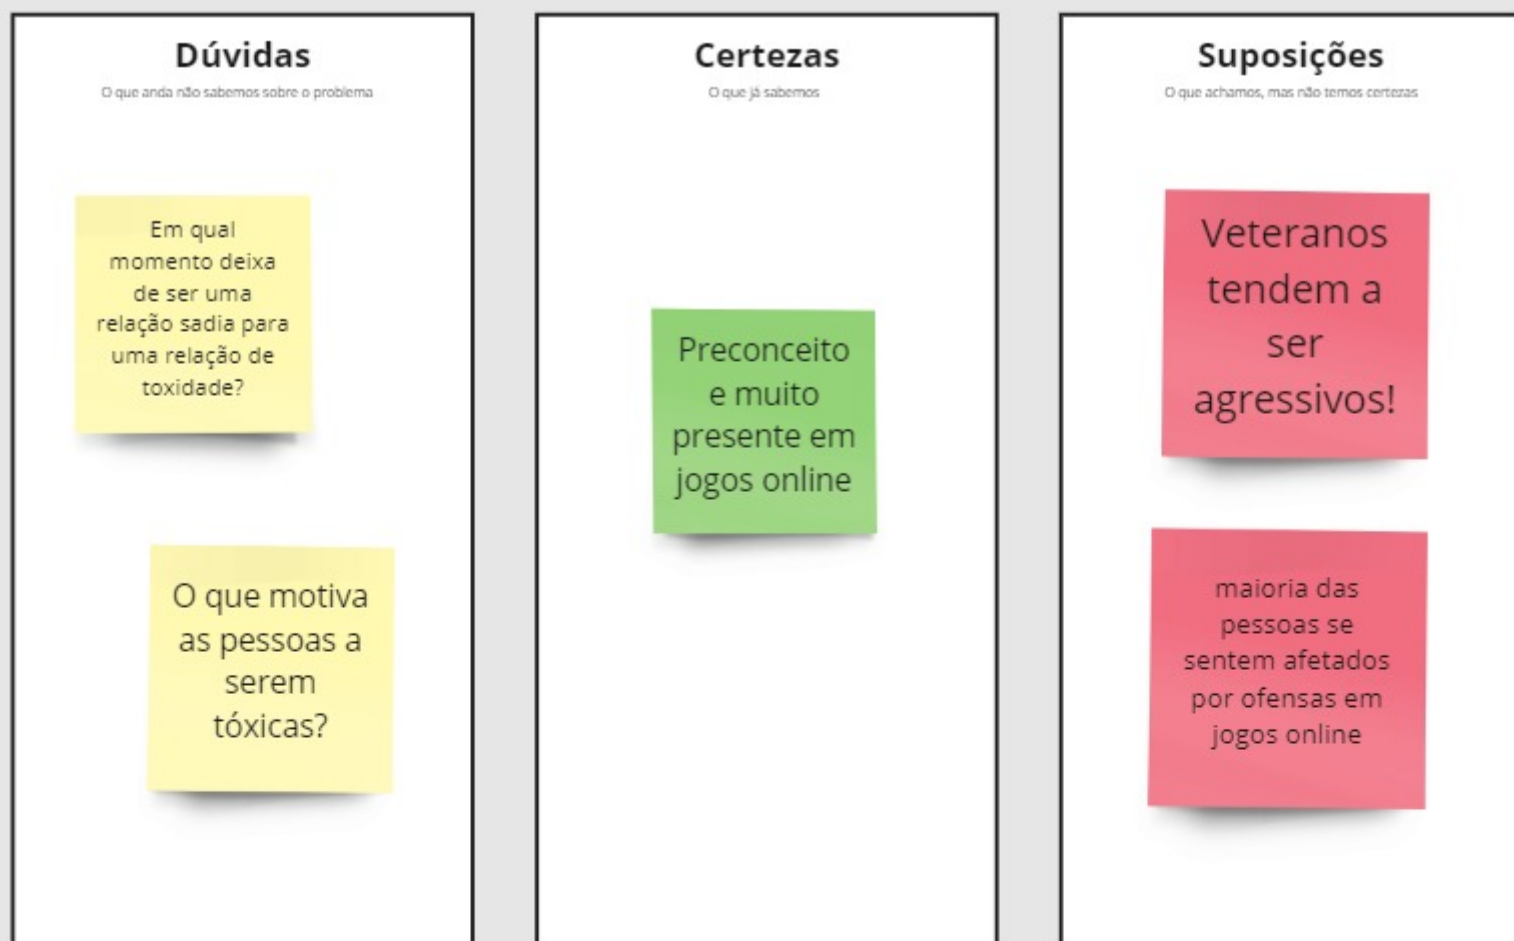 Dúvidas
O que anda não sabemos sobre o problema
Em qual
momento deixa
de ser uma
relação sadia para
uma relação de
toxidade?
O que motiva
as pessoas a
serem
tóxicas?
Certezas
O que já sabemos
Preconceito
e muito
presente em
jogos online
Suposições
O que achamos, mas não temos certezas
Veteranos
tendem a
ser
agressivos!
maioria das
pessoas se
sentem afetados
por ofensas em
jogos online